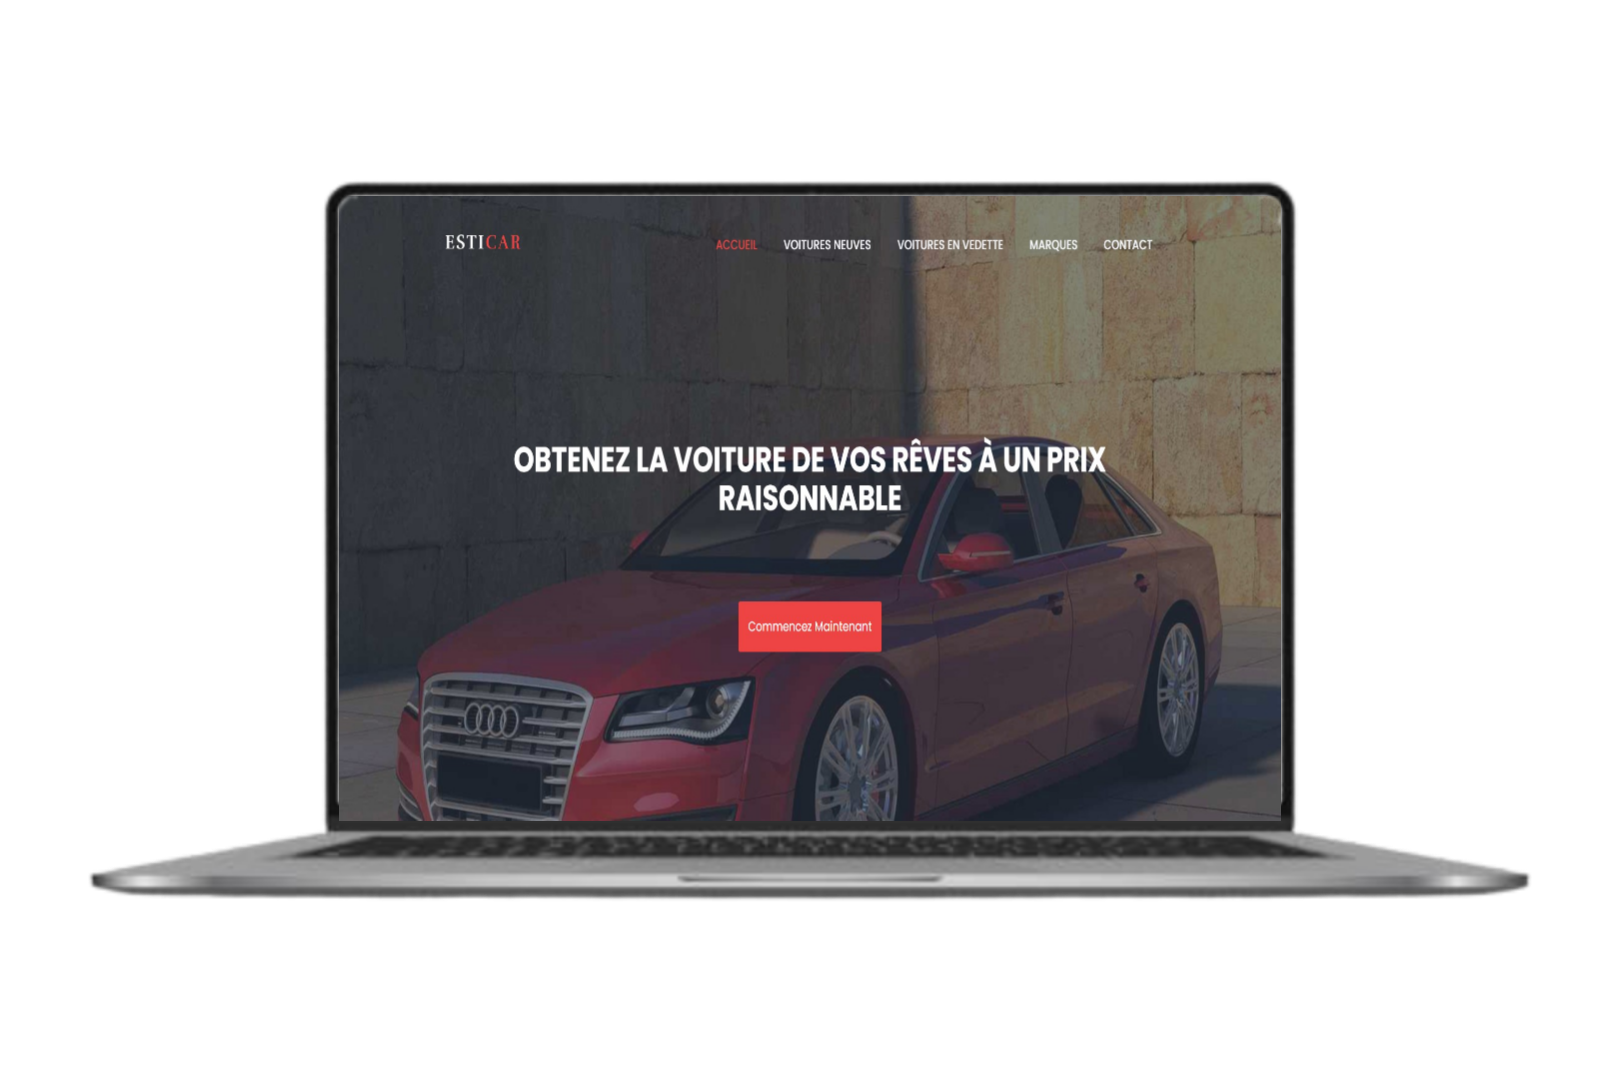 ESTICAR
ACCUEIL VOITURES NEUVES VOITURES EN VEDETTE MARQUES CONTACT
OBTENEZ LA VOITURE DE VOS RÊVES À UN PRIX
RAISONNABLE
Commencez Maintenant